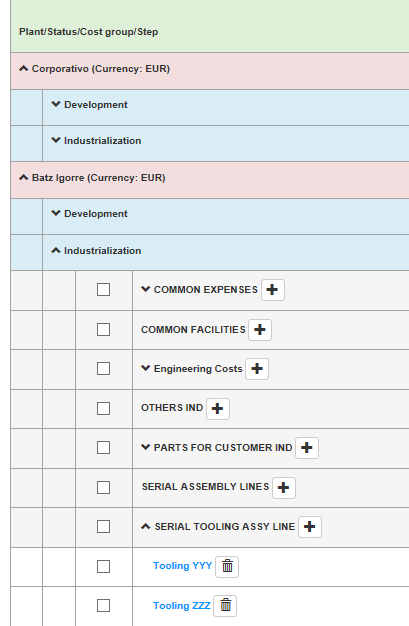 Plant/Status/Cost group/Step
Corporativo (Currency: EUR)
Development
Industrialization
Batz Igorre (Currency: EUR)
Development
Industrialization
COMMON EXPENSES
COMMON FACILITIES
Engineering Costs
OTHERS IND
PARTS FOR CUSTOMER IND
SERIAL ASSEMBLY LINES
SERIAL TOOLING ASSY LINE
Tooling YYY
Tooling ZZZ